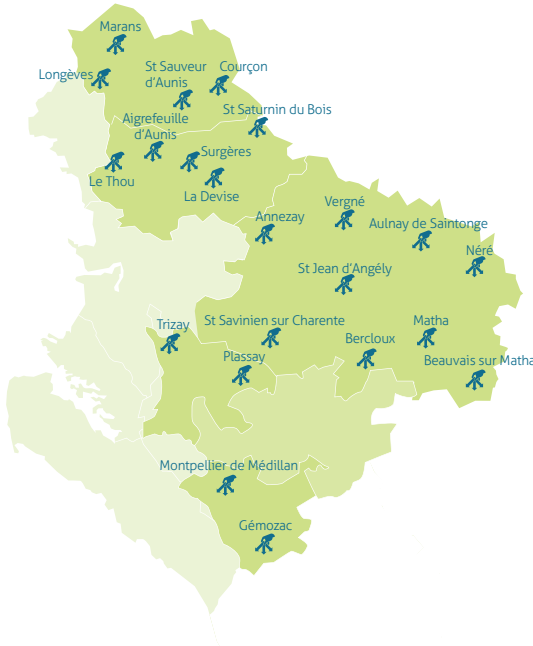 Marans
Longèves
St Sauveur
d'Aunis
Courçon
St Saturnin du Bois
Aigrefeuille
d'Aunis
Surgères
Le Thou
La Devise
Annezay
Vergné
Aulnay de Saintonge
Néré
St Jean d'Angély
Trizay
St Savinien sur Charente
Matha
Bercloux
Plassay
Beauvais sur Matha
Montpellier de Médillan
Gémozac